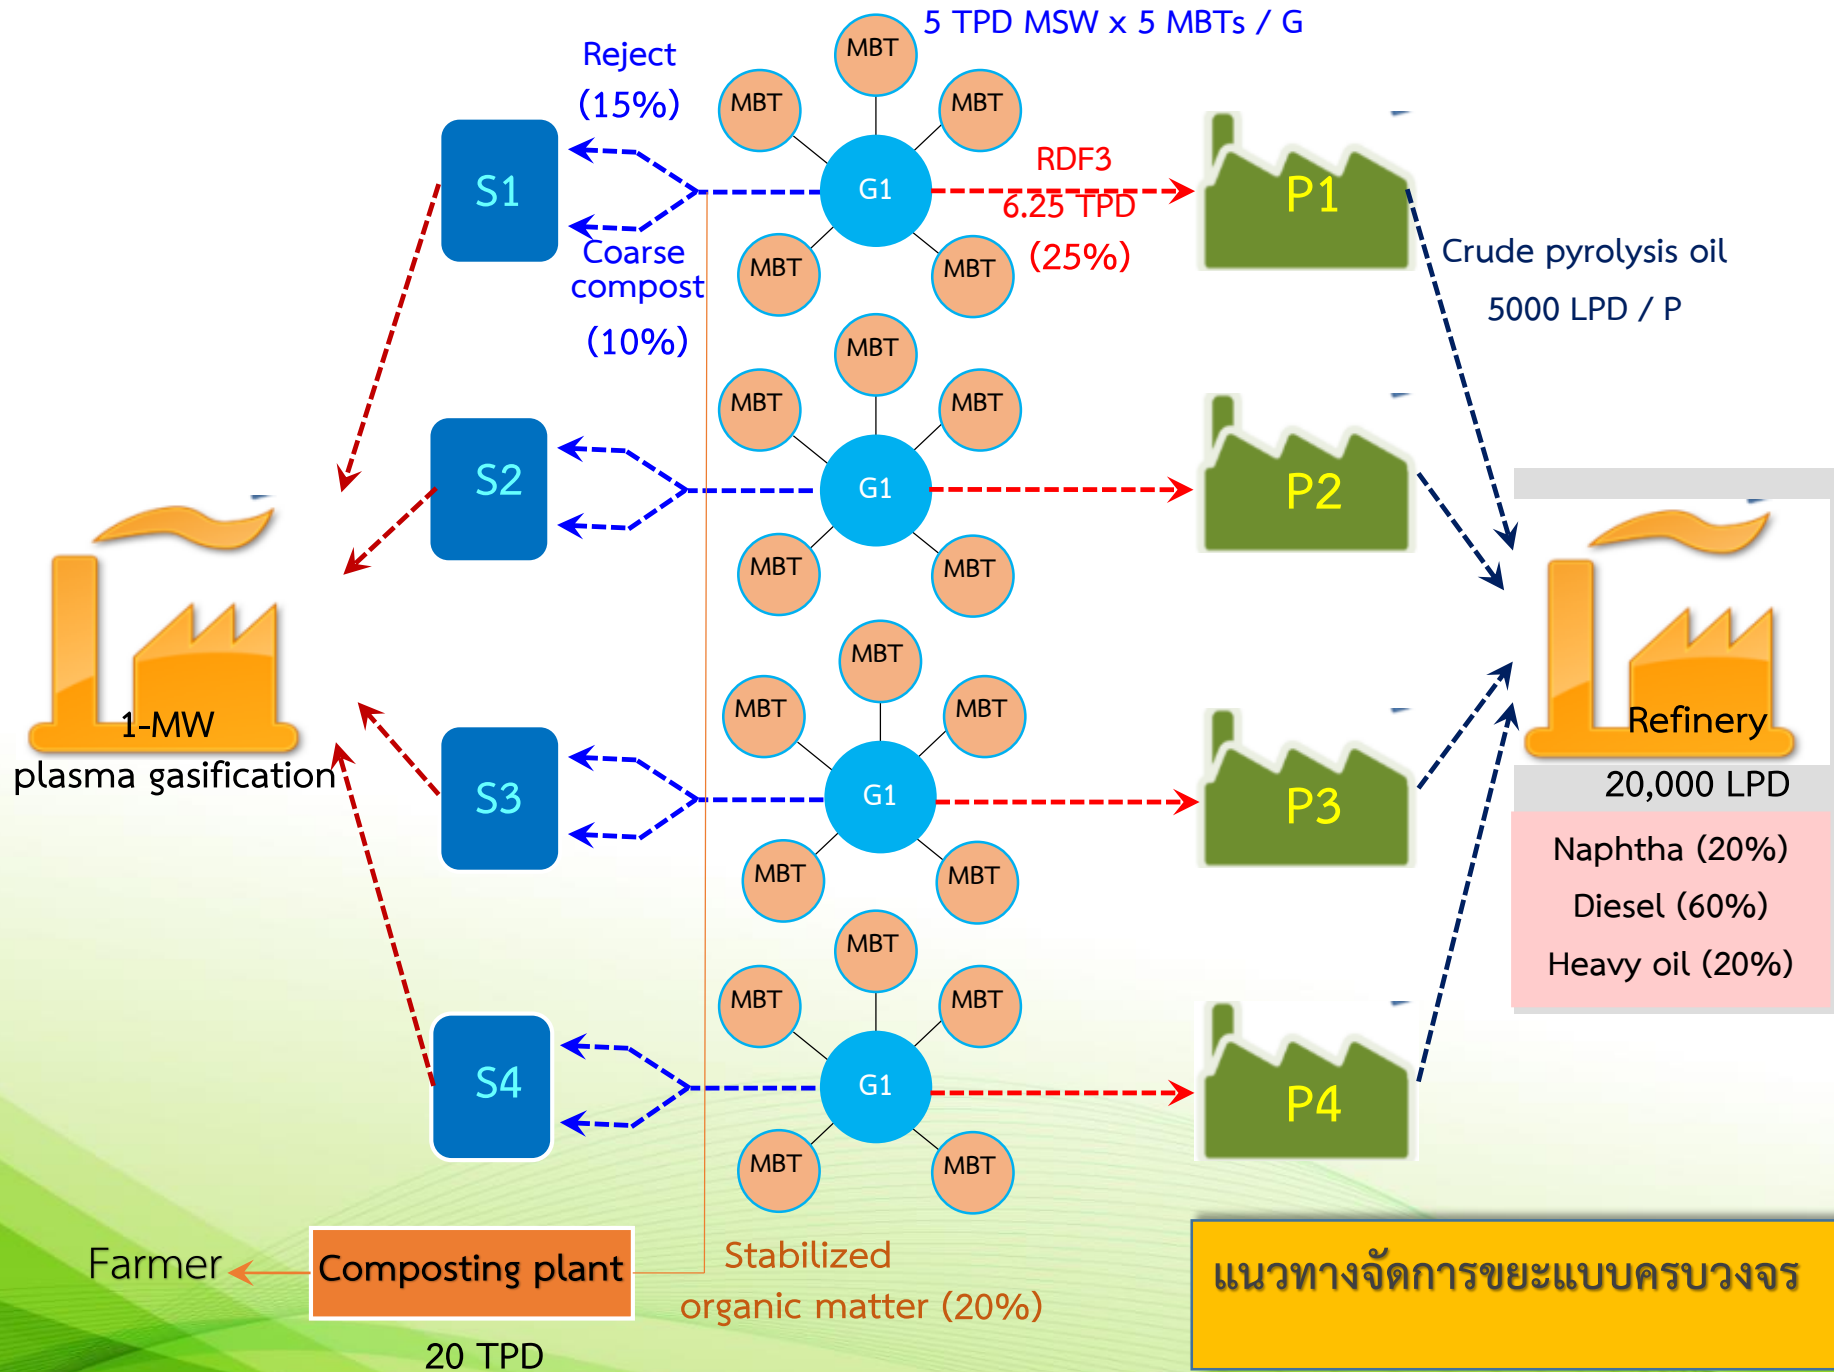 5 TPD MSW x 5 MBTs / G
Reject
(15%)
MBT
MBT
MBT
S1
G1
RDF3
6.25 TPD
(25%)
P1
Coarse
compost
(10%)
MBT
MBT
Crude pyrolysis oil
5000 LPD / P
MBT
MBT
MBT
S2
G1
P2
MBT
MBT
MBT
MBT
MBT
1-MW
plasma gasification
S3
G1
P3
Refinery
20,000 LPD
Naphtha (20%)
Diesel (60%)
Heavy oil (20%)
MBT
MBT
MBT
MBT
MBT
S4
G1
P4
MBT
MBT
Farmer
Composting plant
20 TPD
Stabilized
organic matter (20%)
แนวทางจัดการขยะแบบครบวงจร